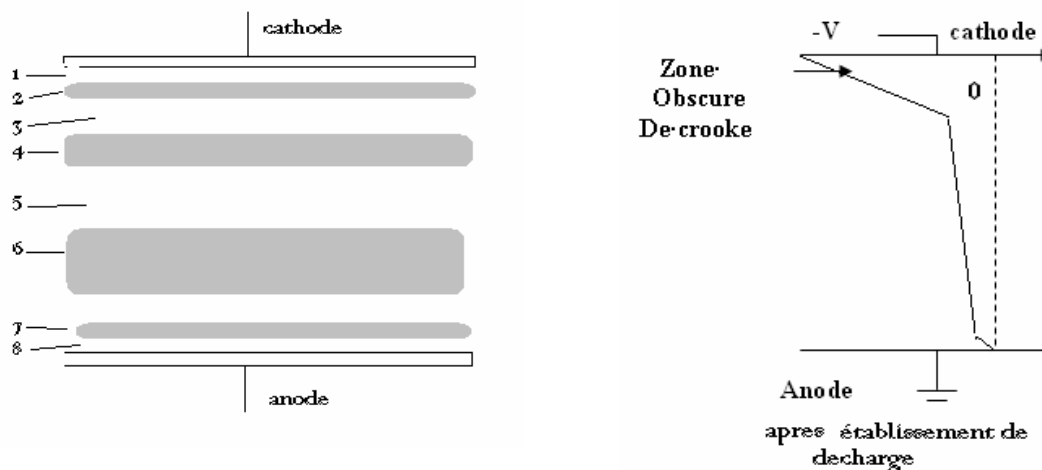 cathode
1
2
3
4
5
6
7
8
anode
-V
cathode
Zone·
Obscure
De·crooke
0
Anode
apres établissement de
decharge